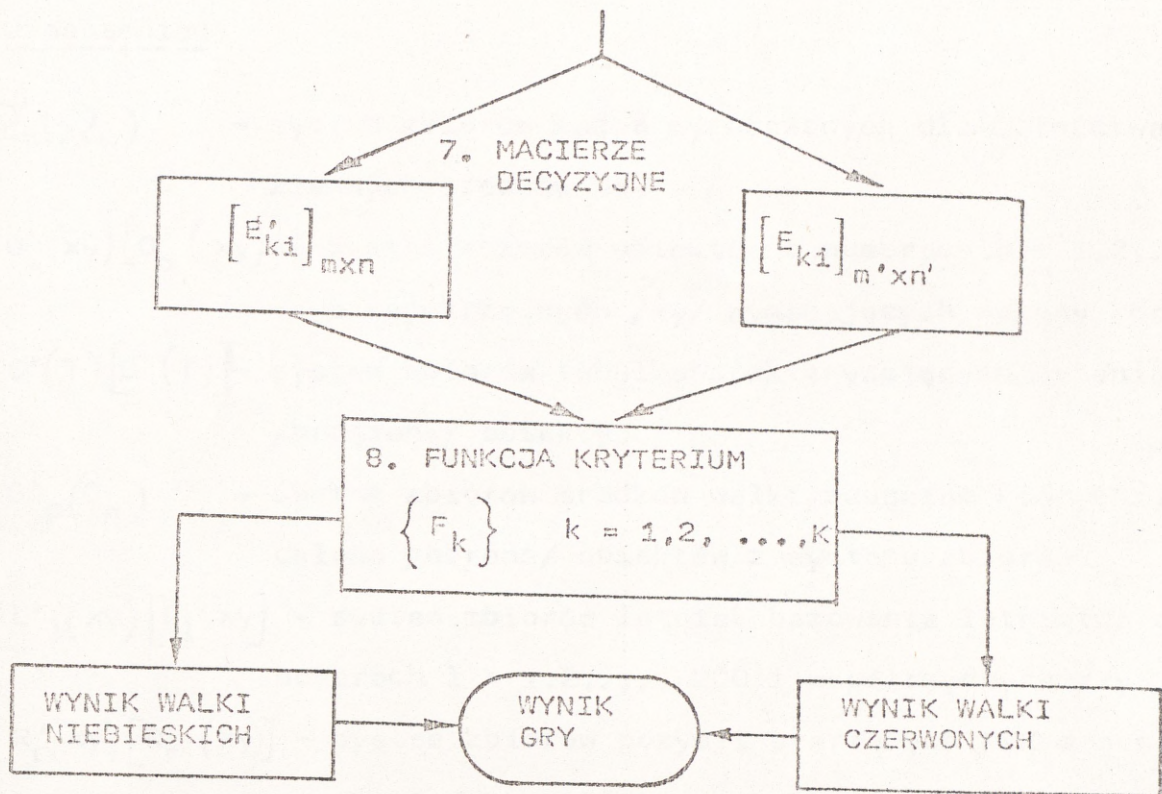 7. MACIERZE
DECYZYJNE
[E'ki]mxn
[Eki]m'xn'
8. FUNKCJA KRYTERIUM
{Fk} k = 1,2, ...,K
WYNIK WALKI
NIEBIESKICH
WYNIK
GRY
WYNIK WALKI
CZERWONYCH